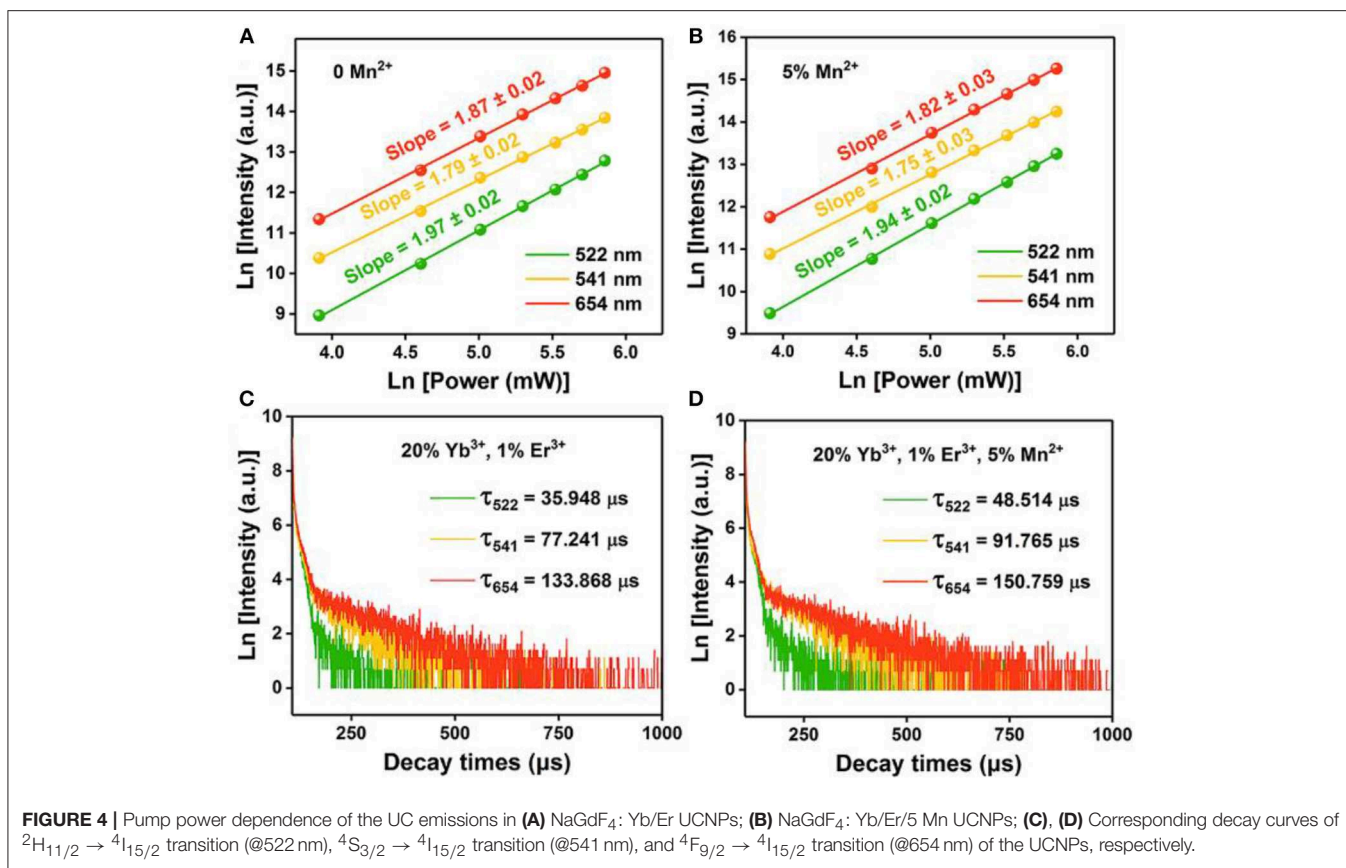 A
0 Mn²⁺
Slope = 1.87 ± 0.02
Slope = 1.79 ± 0.02
Slope = 1.97 ± 0.02
522 nm
541 nm
654 nm
15
14
13
12
11
10
9
4.0 4.5 5.0 5.5 6.0
Ln [Intensity (a.u.)]
Ln [Power (mW)]
B
5% Mn²⁺
Slope = 1.82 ± 0.03
Slope = 1.75 ± 0.03
Slope = 1.94 ± 0.02
522 nm
541 nm
654 nm
16
15
14
13
12
11
10
9
4.0 4.5 5.0 5.5 6.0
Ln [Intensity (a.u.)]
Ln [Power (mW)]
C
20% Yb³⁺, 1% Er³⁺
τ₅₂₂ = 35.948 μs
τ₅₄₁ = 77.241 μs
τ₆₅₄ = 133.868 μs
10
8
6
4
2
0
250 500 750 1000
Ln [Intensity (a.u.)]
Decay times (μs)
D
20% Yb³⁺, 1% Er³⁺, 5% Mn²⁺
τ₅₂₂ = 48.514 μs
τ₅₄₁ = 91.765 μs
τ₆₅₄ = 150.759 μs
10
8
6
4
2
0
250 500 750 1000
Ln [Intensity (a.u.)]
Decay times (μs)
FIGURE 4 | Pump power dependence of the UC emissions in (A) NaGdF₄: Yb/Er UCNPs; (B) NaGdF₄: Yb/Er/5 Mn UCNPs; (C), (D) Corresponding decay curves of
²H₁₁/₂ → ⁴I₁₅/₂ transition (@522 nm), ⁴S₃/₂ → ⁴I₁₅/₂ transition (@541 nm), and ⁴F₉/₂ → ⁴I₁₅/₂ transition (@654 nm) of the UCNPs, respectively.